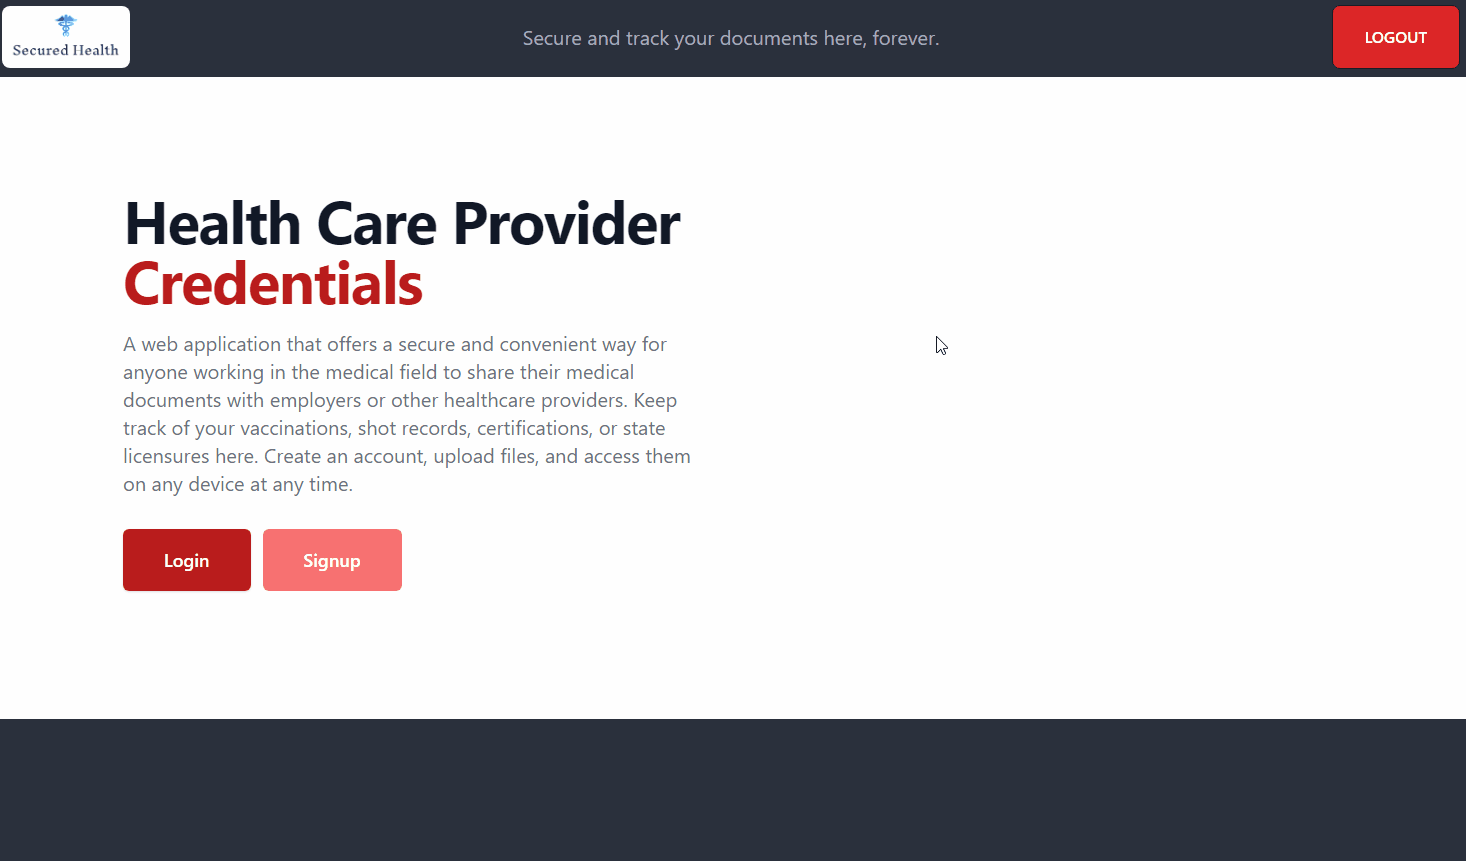 Secured Health
Secure and track your documents here, forever.
LOGOUT
Health Care Provider
Credentials
A web application that offers a secure and convenient way for
anyone working in the medical field to share their medical
documents with employers or other healthcare providers. Keep
track of your vaccinations, shot records, certifications, or state
licensures here. Create an account, upload files, and access them
on any device at any time.
Login
Signup